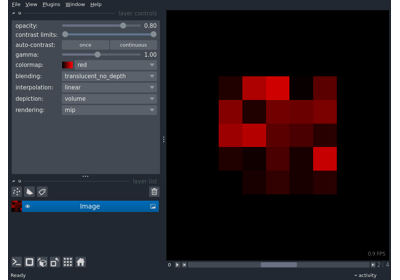 File View Plugins Window Help
layer controls
opacity: 0.80
contrast limits:
auto-contrast: once continuous
gamma: 1.00
colormap: red
blending: translucent_no_depth
interpolation: linear
depiction: volume
rendering: mip
layer list
Image
0.9 FPS
0 2 4
Ready activity